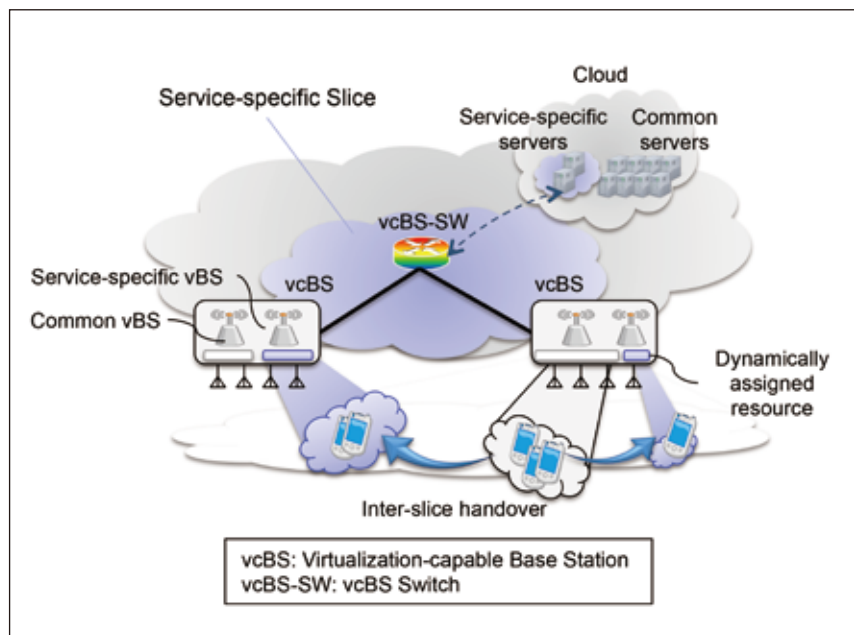 Cloud
Service-specific Slice
Service-specific
servers
Common
servers
vcBS-SW
Service-specific vBS
vcBS
vcBS
Common vBS
Dynamically
assigned
resource
Inter-slice handover
vcBS: Virtualization-capable Base Station
vcBS-SW: vcBS Switch